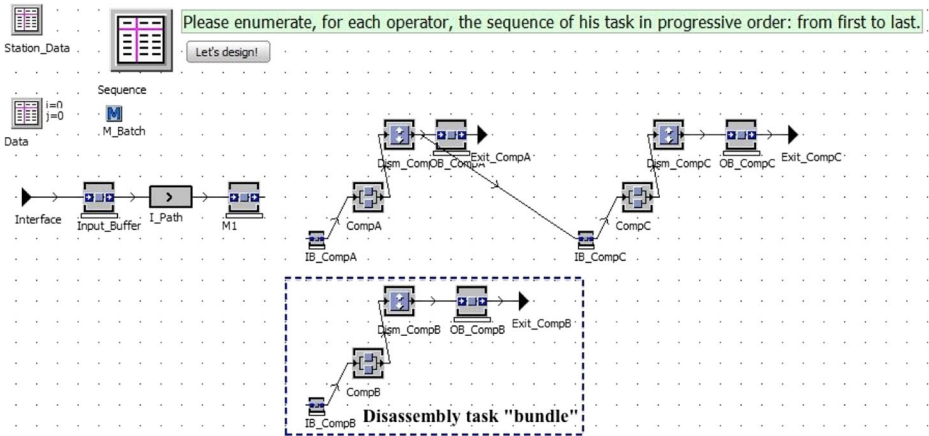 Please enumerate, for each operator, the sequence of his task in progressive order: from first to last.
Station_Data
Let's design!
Sequence
i=0
j=0
M_Batch
Data
Dism_CompA
OB_CompA
Exit_CompA
Dism_CompC
OB_CompC
Exit_CompC
Interface
Input_Buffer
I_Path
M1
CompA
CompC
IB_CompA
IB_CompC
Dism_CompB
OB_CompB
Exit_CompB
CompB
IB_CompB
Disassembly task "bundle"